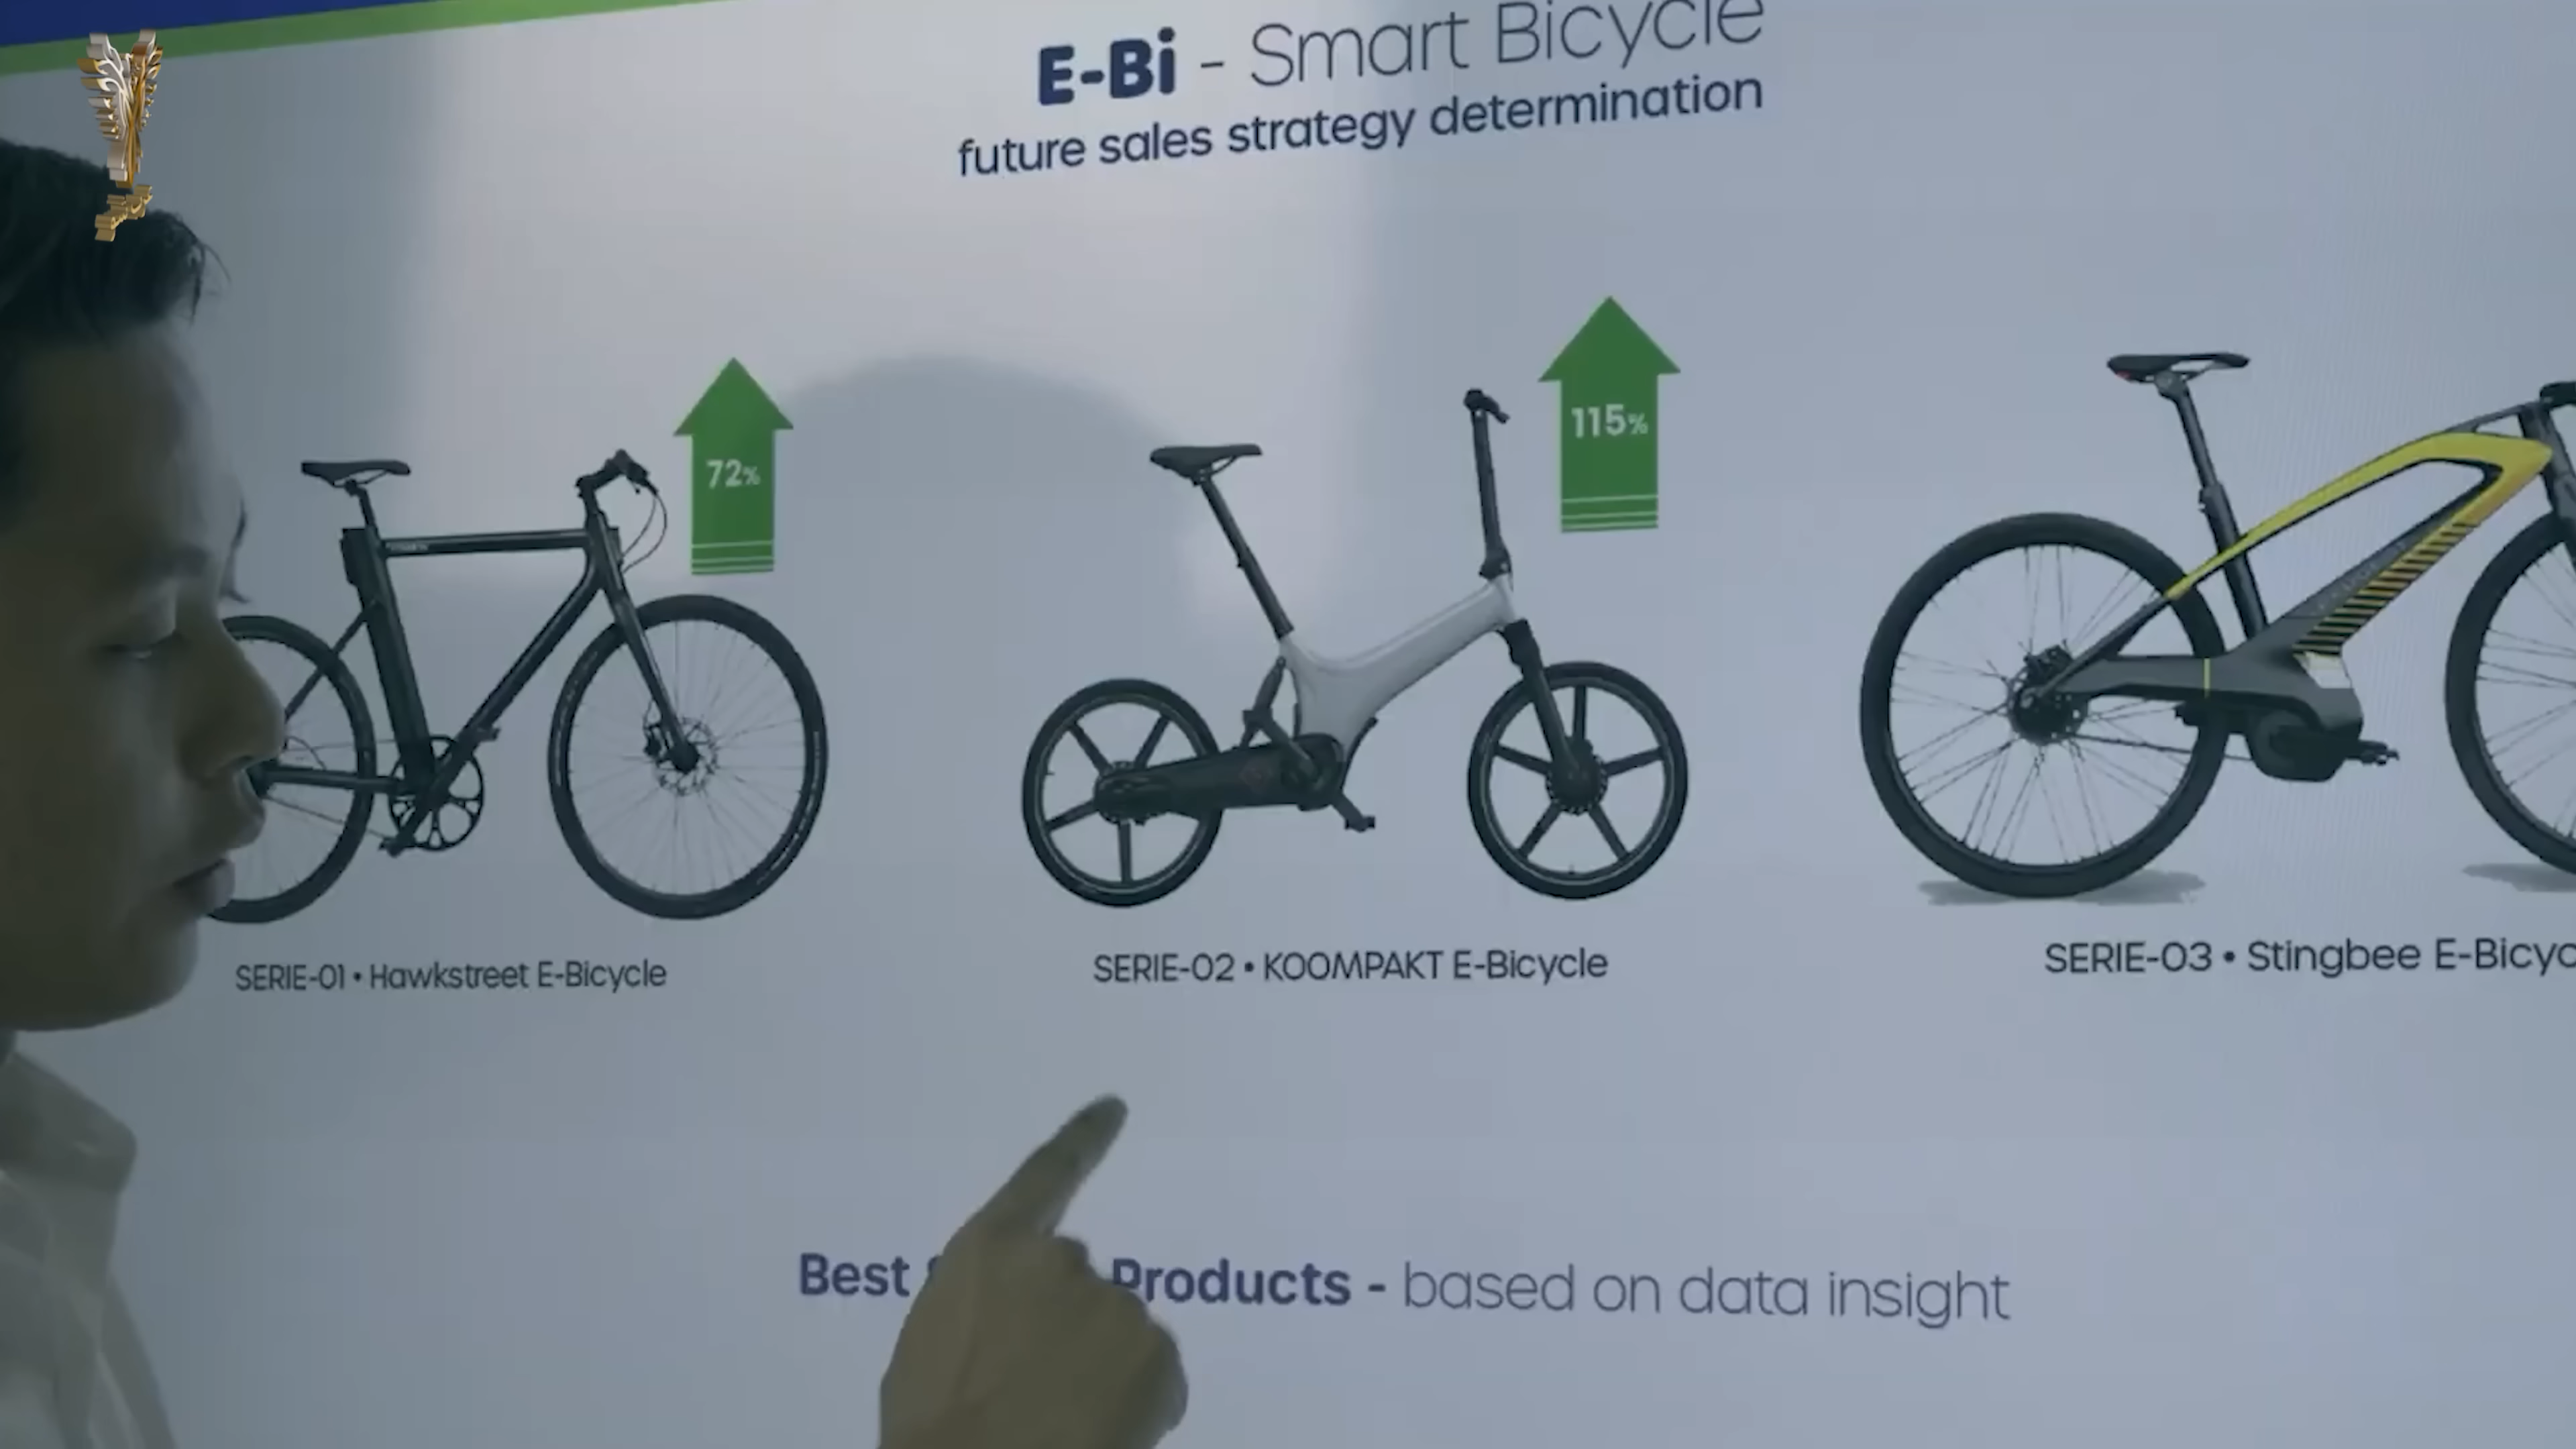 E-Bi - Smart Bicycle
future sales strategy determination
72%
115%
SERIE-01 • Hawkstreet E-Bicycle
SERIE-02 • KOOMPAKT E-Bicycle
SERIE-03 • Stingbee
Best Products - based on data insight